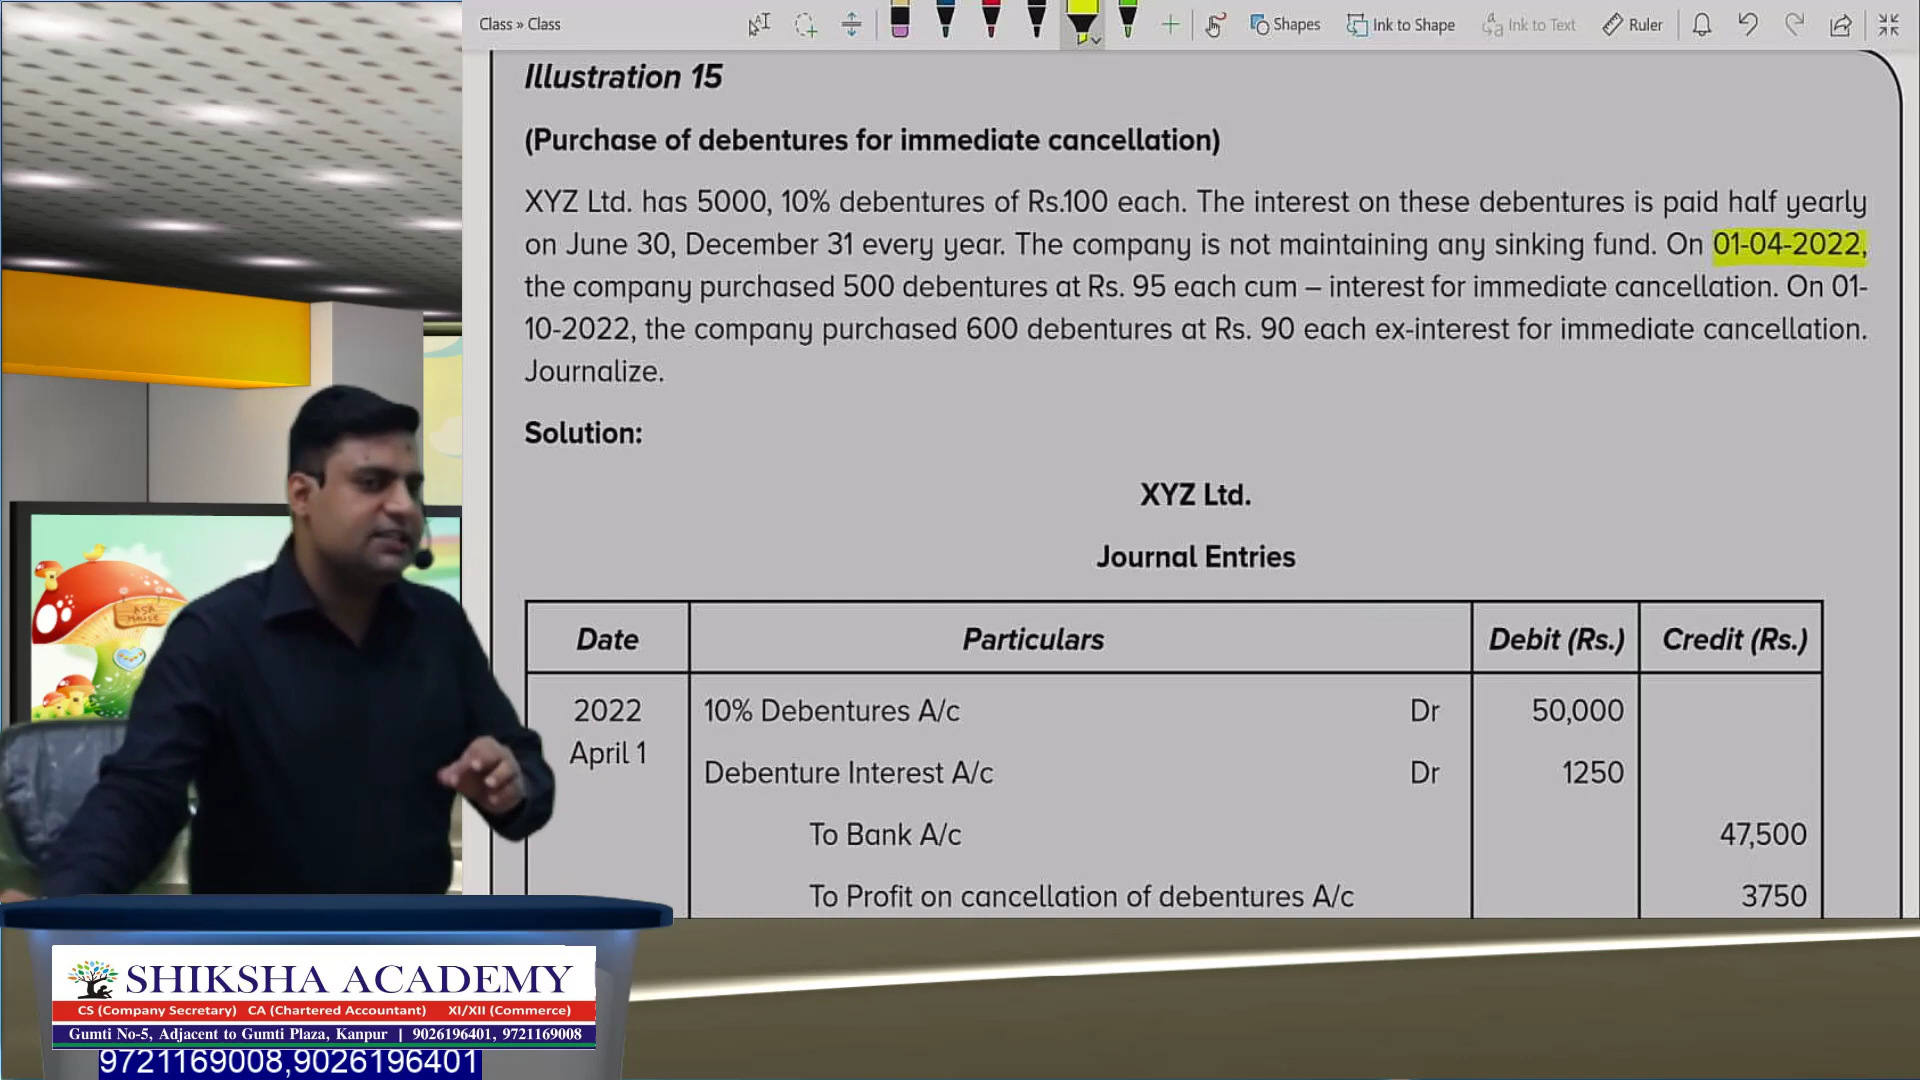 Class » Class
Shapes
Ink to Shape
Ink to Text
Ruler
Illustration 15
(Purchase of debentures for immediate cancellation)
XYZ Ltd. has 5000, 10% debentures of Rs.100 each. The interest on these debentures is paid half yearly
on June 30, December 31 every year. The company is not maintaining any sinking fund. On 01-04-2022,
the company purchased 500 debentures at Rs. 95 each cum – interest for immediate cancellation. On 01-
10-2022, the company purchased 600 debentures at Rs. 90 each ex-interest for immediate cancellation.
Journalize.
Solution:
XYZ Ltd.
Journal Entries
Date Particulars Debit (Rs.) Credit (Rs.)
2022 10% Debentures A/c Dr 50,000
April 1
Debenture Interest A/c Dr 1250
To Bank A/c 47,500
To Profit on cancellation of debentures A/c 3750
ASA
House
SHIKSHA ACADEMY
CS (Company Secretary) CA (Chartered Accountant) XI/XII (Commerce)
Gumti No-5, Adjacent to Gumti Plaza, Kanpur | 9026196401, 9721169008
9721169008,9026196401